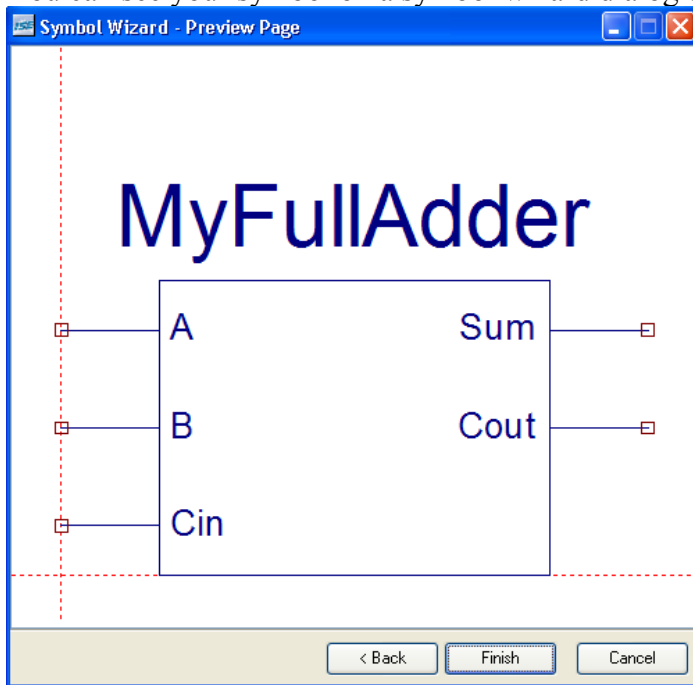 Symbol Wizard - Preview Page
MyFullAdder
A Sum
B Cout
Cin
< Back Finish Cancel